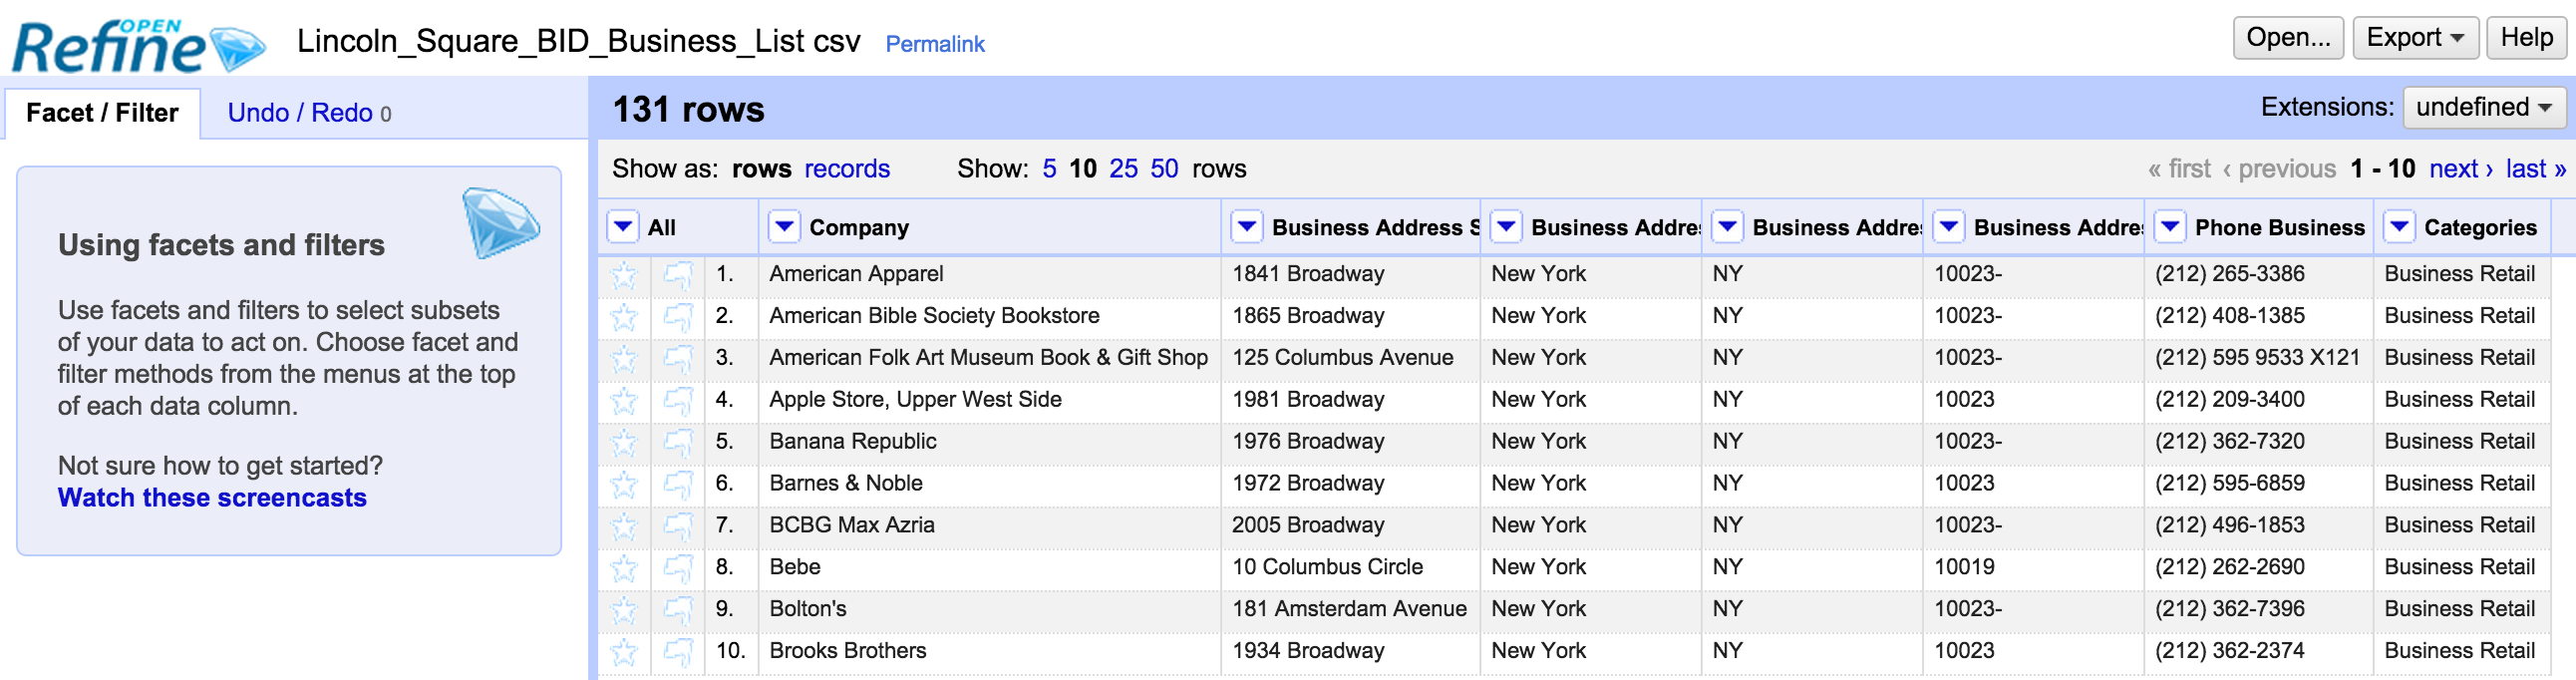 OPEN
Refine Lincoln_Square_BID_Business_List csv Permalink Open... Export Help
Facet / Filter Undo / Redo 0 131 rows Extensions: undefined
Show as: rows records Show: 5 10 25 50 rows « first ‹ previous 1 - 10 next › last »
Using facets and filters
Use facets and filters to select subsets
of your data to act on. Choose facet and
filter methods from the menus at the top
of each data column.
Not sure how to get started?
Watch these screencasts
All Company Business Address S Business Addre Business Addre Business Addre Phone Business Categories
1. American Apparel 1841 Broadway New York NY 10023- (212) 265-3386 Business Retail
2. American Bible Society Bookstore 1865 Broadway New York NY 10023- (212) 408-1385 Business Retail
3. American Folk Art Museum Book & Gift Shop 125 Columbus Avenue New York NY 10023- (212) 595 9533 X121 Business Retail
4. Apple Store, Upper West Side 1981 Broadway New York NY 10023 (212) 209-3400 Business Retail
5. Banana Republic 1976 Broadway New York NY 10023- (212) 362-7320 Business Retail
6. Barnes & Noble 1972 Broadway New York NY 10023 (212) 595-6859 Business Retail
7. BCBG Max Azria 2005 Broadway New York NY 10023- (212) 496-1853 Business Retail
8. Bebe 10 Columbus Circle New York NY 10019 (212) 262-2690 Business Retail
9. Bolton's 181 Amsterdam Avenue New York NY 10023- (212) 362-7396 Business Retail
10. Brooks Brothers 1934 Broadway New York NY 10023 (212) 362-2374 Business Retail